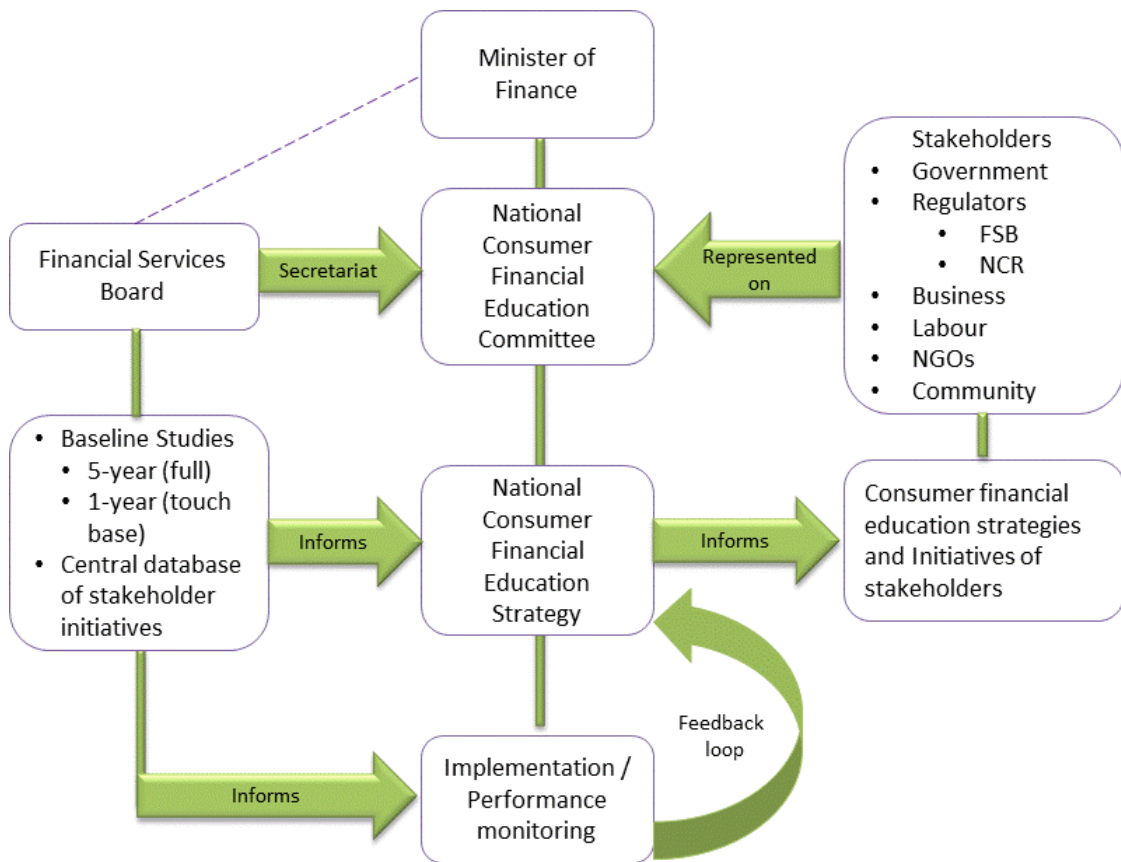 Minister of
Finance
Stakeholders
• Government
• Regulators
• FSB
• NCR
• Business
• Labour
• NGOs
• Community
National
Consumer
Financial
Education
Committee
Financial Services
Board
Secretariat
Represented
on
• Baseline Studies
• 5-year (full)
• 1-year (touch
base)
• Central database
of stakeholder
initiatives
Informs
National
Consumer
Financial
Education
Strategy
Informs
Consumer financial
education strategies
and Initiatives of
stakeholders
Feedback
loop
Informs
Implementation /
Performance
monitoring